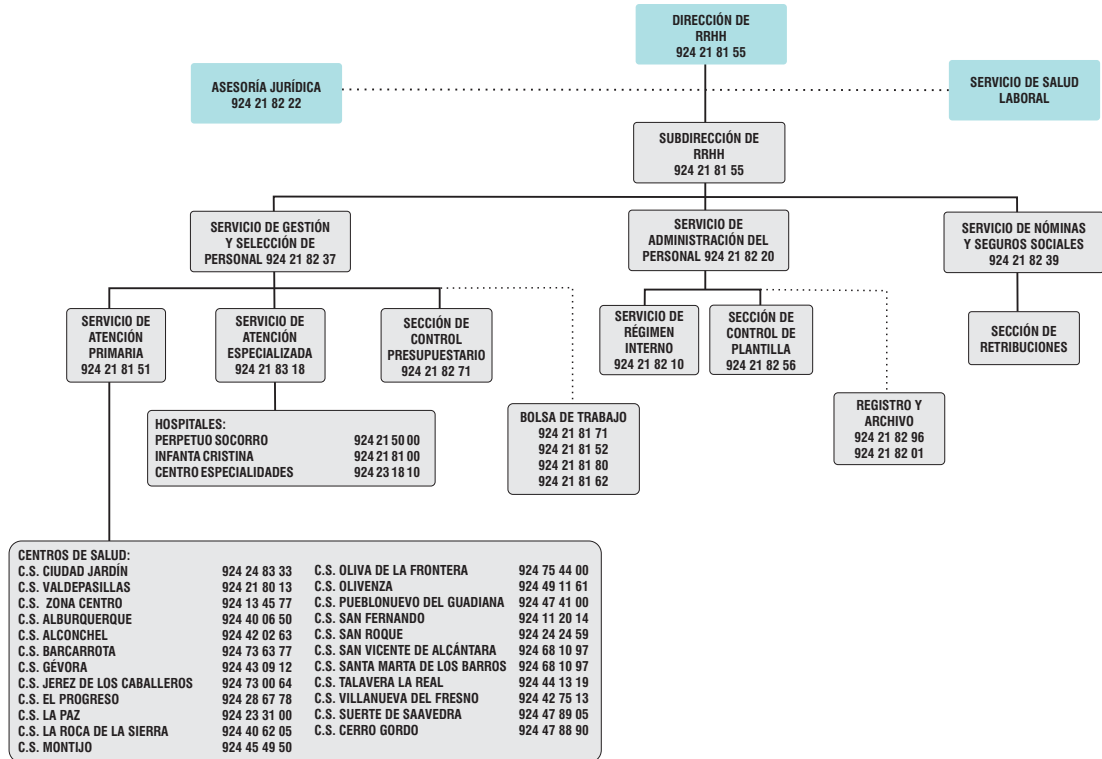 DIRECCIÓN DE
RRHH
924 21 81 55
ASESORÍA JURÍDICA
924 21 82 22
SERVICIO DE SALUD
LABORAL
SUBDIRECCIÓN DE
RRHH
924 21 81 55
SERVICIO DE GESTIÓN
Y SELECCIÓN DE
PERSONAL 924 21 82 37
SERVICIO DE
ADMINISTRACIÓN DEL
PERSONAL 924 21 82 20
SERVICIO DE NÓMINAS
Y SEGUROS SOCIALES
924 21 82 39
SERVICIO DE
ATENCIÓN
PRIMARIA
924 21 81 51
SERVICIO DE
ATENCIÓN
ESPECIALIZADA
924 21 83 18
SECCIÓN DE
CONTROL
PRESUPUESTARIO
924 21 82 71
SERVICIO DE
RÉGIMEN
INTERNO
924 21 82 10
SECCIÓN DE
CONTROL DE
PLANTILLA
924 21 82 56
SECCIÓN DE
RETRIBUCIONES
HOSPITALES:
PERPETUO SOCORRO 924 21 50 00
INFANTA CRISTINA 924 21 81 00
CENTRO ESPECIALIDADES 924 23 18 10
BOLSA DE TRABAJO
924 21 81 71
924 21 81 52
924 21 81 80
924 21 81 62
REGISTRO Y
ARCHIVO
924 21 82 96
924 21 82 01
CENTROS DE SALUD:
C.S. CIUDAD JARDÍN 924 24 83 33
C.S. VALDEPASILLAS 924 21 80 13
C.S. ZONA CENTRO 924 13 45 77
C.S. ALBURQUERQUE 924 40 06 50
C.S. ALCONCHEL 924 42 02 63
C.S. BARCARROTA 924 73 63 77
C.S. GÉVORA 924 43 09 12
C.S. JEREZ DE LOS CABALLEROS 924 73 00 64
C.S. EL PROGRESO 924 28 67 78
C.S. LA PAZ 924 23 31 00
C.S. LA ROCA DE LA SIERRA 924 40 62 05
C.S. MONTIJO 924 45 49 50
C.S. OLIVA DE LA FRONTERA 924 75 44 00
C.S. OLIVENZA 924 49 11 61
C.S. PUEBLONUEVO DEL GUADIANA 924 47 41 00
C.S. SAN FERNANDO 924 11 20 14
C.S. SAN ROQUE 924 24 24 59
C.S. SAN VICENTE DE ALCÁNTARA 924 68 10 97
C.S. SANTA MARTA DE LOS BARROS 924 68 10 97
C.S. TALAVERA LA REAL 924 44 13 19
C.S. VILLANUEVA DEL FRESNO 924 42 75 13
C.S. SUERTE DE SAAVEDRA 924 47 89 05
C.S. CERRO GORDO 924 47 88 90